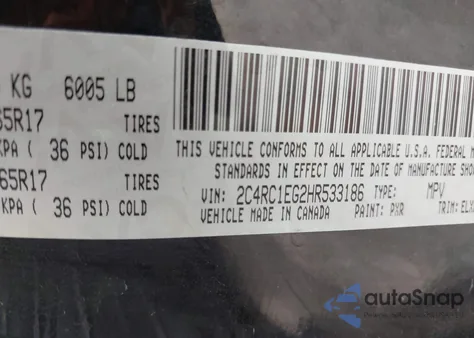 KG 6005 LB
65R17 TIRES
KPA ( 36 PSI) COLD
65R17 TIRES
KPA ( 36 PSI) COLD
THIS VEHICLE CONFORMS TO ALL APPLICABLE U.S.A. FEDERAL
STANDARDS IN EFFECT ON THE DATE OF MANUFACTURE
VIN: 2C4RC1EG2HR533186 TYPE: MPV
VEHICLE MADE IN CANADA PAINT: PXR TRIM:
autoSnap